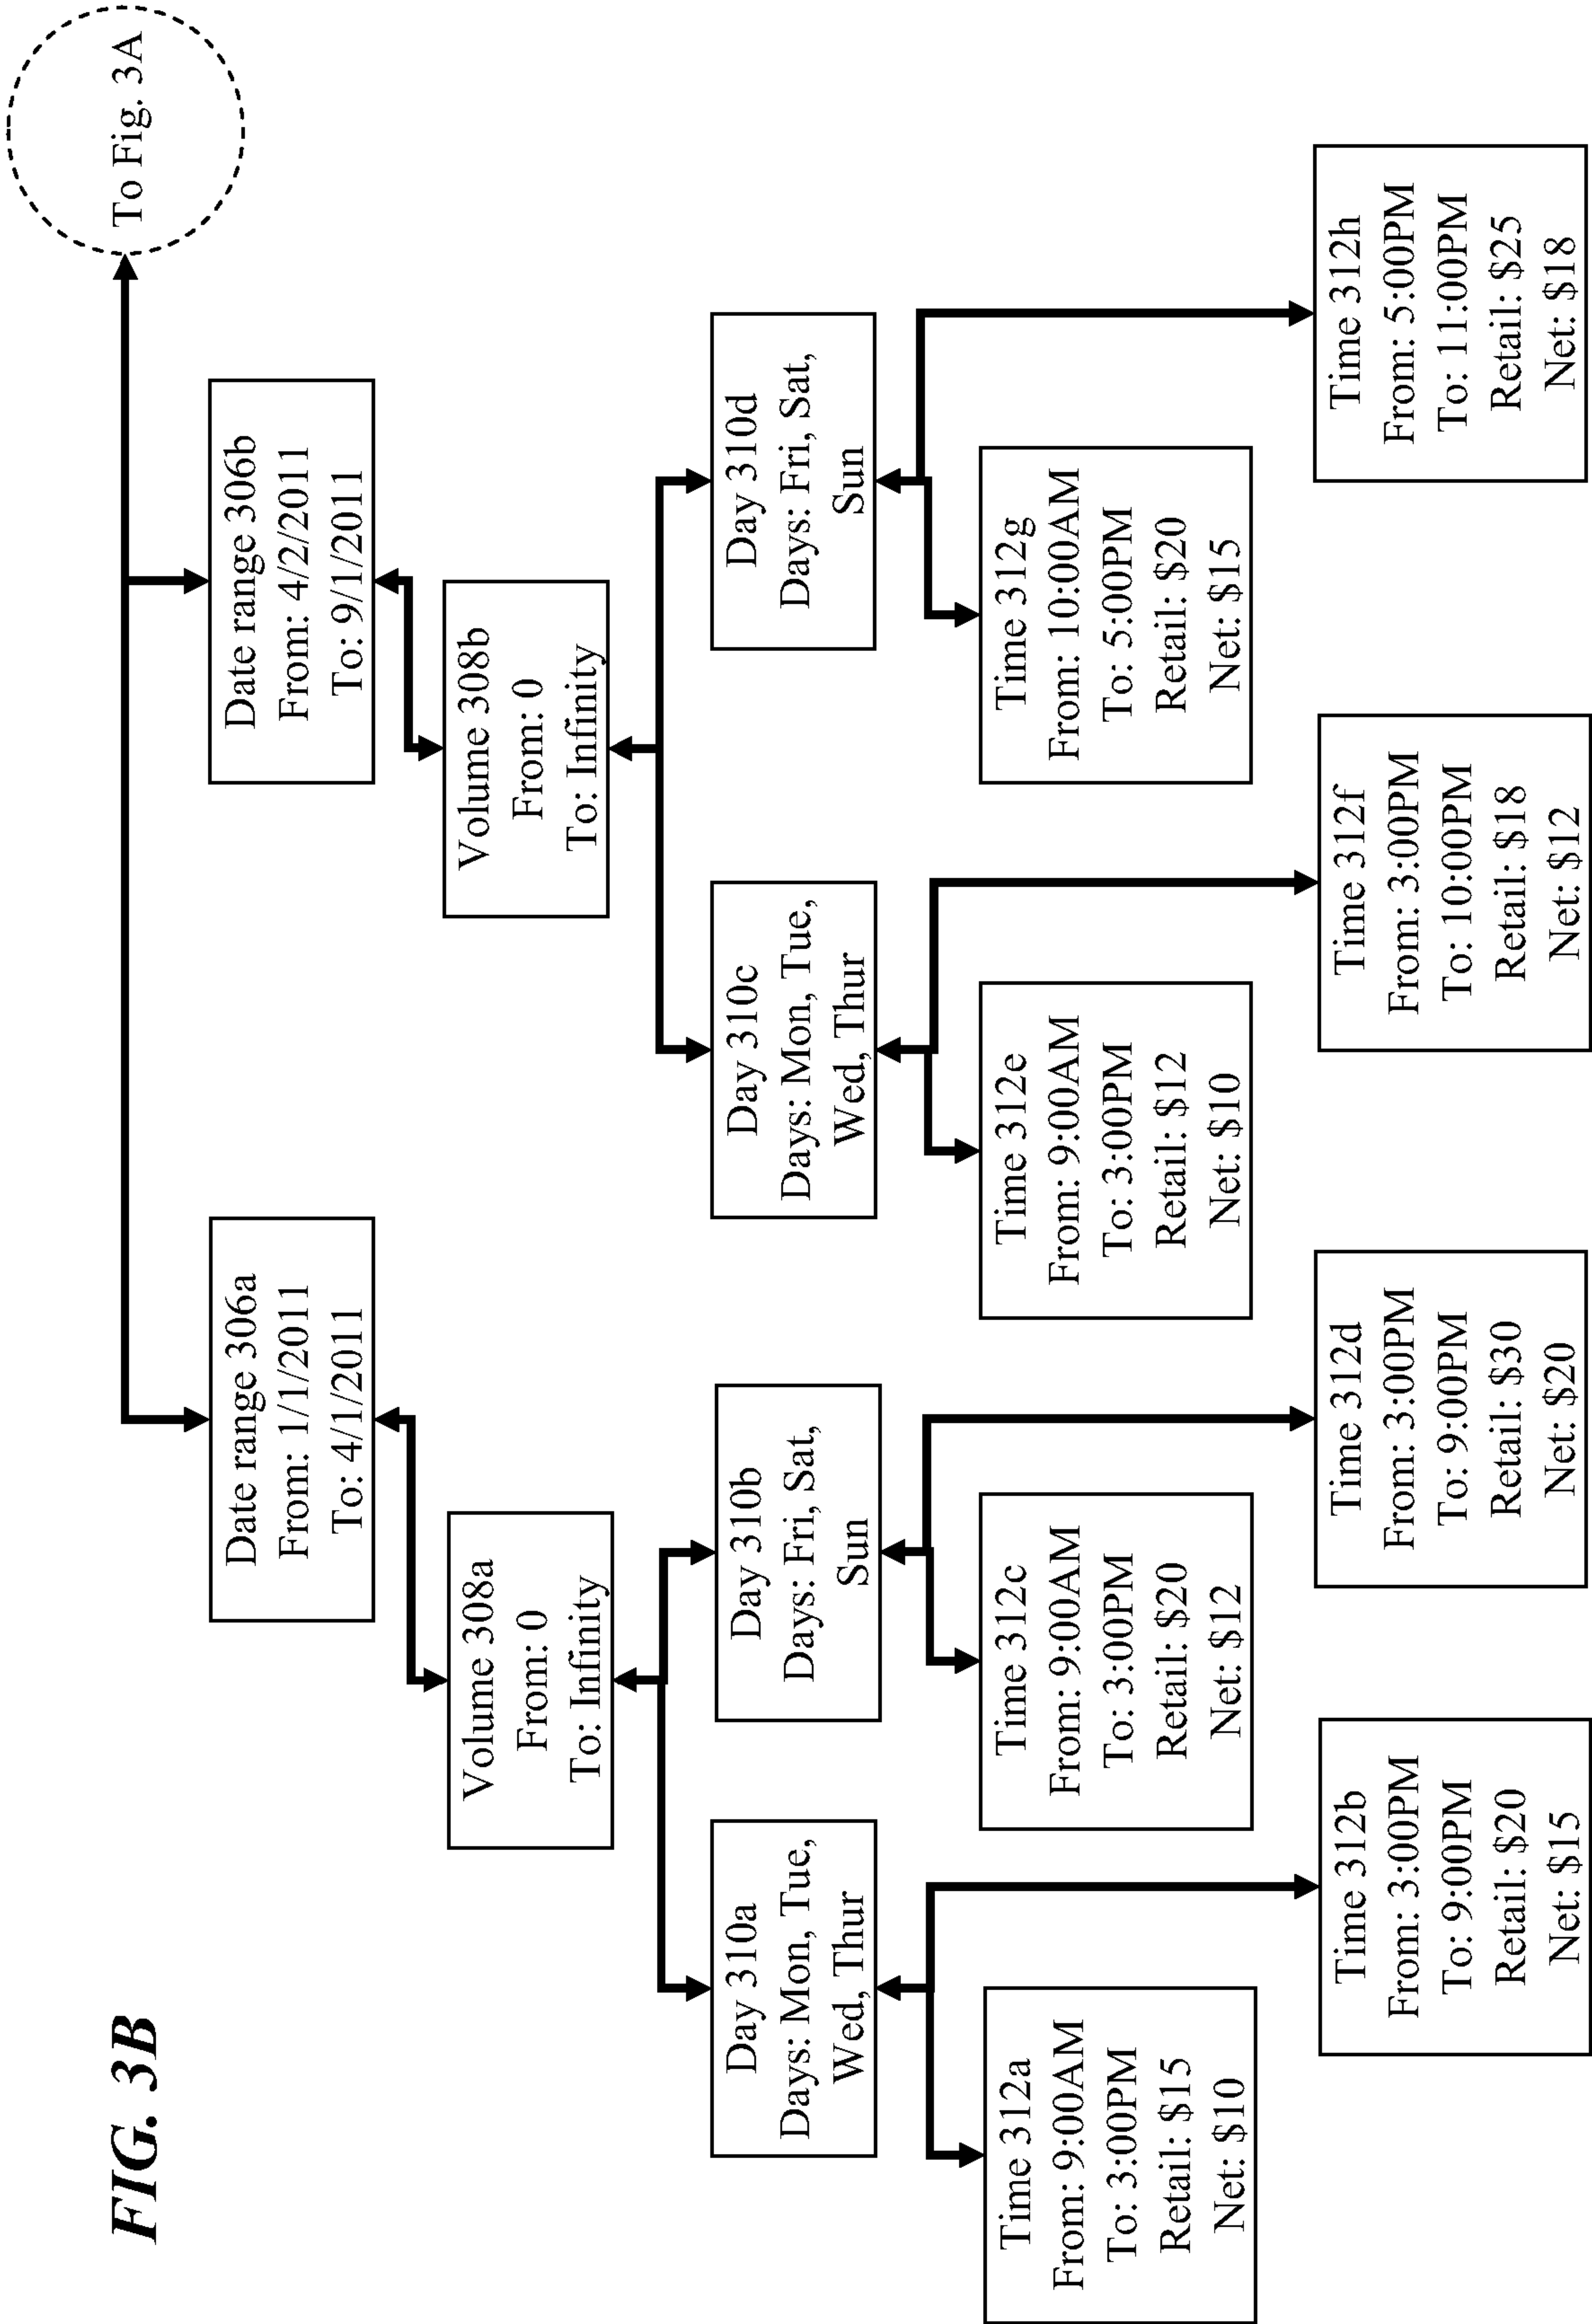 FIG. 3B
To Fig. 3A
Date range 306a
From: 1/1/2011
To: 4/1/2011
Date range 306b
From: 4/2/2011
To: 9/1/2011
Volume 308a
From: 0
To: Infinity
Volume 308b
From: 0
To: Infinity
Day 310a
Days: Mon, Tue,
Wed, Thur
Day 310b
Days: Fri, Sat,
Sun
Day 310c
Days: Mon, Tue,
Wed, Thur
Day 310d
Days: Fri, Sat,
Sun
Time 312a
From: 9:00AM
To: 3:00PM
Retail: $15
Net: $10
Time 312c
From: 9:00AM
To: 3:00PM
Retail: $20
Net: $12
Time 312e
From: 9:00AM
To: 3:00PM
Retail: $12
Net: $10
Time 312g
From: 10:00AM
To: 5:00PM
Retail: $20
Net: $15
Time 312b
From: 3:00PM
To: 9:00PM
Retail: $20
Net: $15
Time 312d
From: 3:00PM
To: 9:00PM
Retail: $30
Net: $20
Time 312f
From: 3:00PM
To: 10:00PM
Retail: $18
Net: $12
Time 312h
From: 5:00PM
To: 11:00PM
Retail: $25
Net: $18